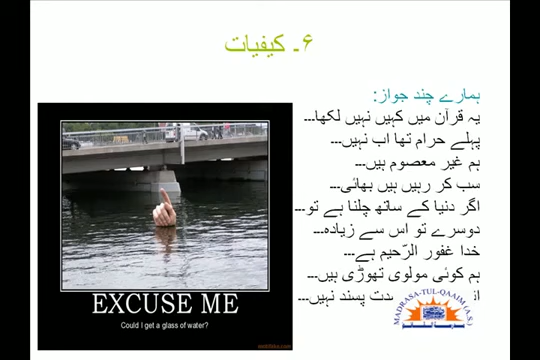 ۶۔ کیفیات
ہمارے چند جواز:
یہ قرآن میں کہیں نہیں لکھا۔۔۔
پہلے حرام تھا اب نہیں۔۔۔
ہم غیر معصوم ہیں۔۔۔
سب کر رہیں ہیں بھائی۔۔۔
اگر دنیا کے ساتھ چلنا ہے تو۔۔۔
دوسرے تو اس سے زیادہ۔۔۔
خدا غفور الرّحیم ہے۔۔۔
ہم کوئی مولوی تھوڑی ہیں۔۔۔
دت پسند نہیں۔۔۔
MADRASA-TUL-QAAIM (A.S.)
EXCUSE ME
Could I get a glass of water?